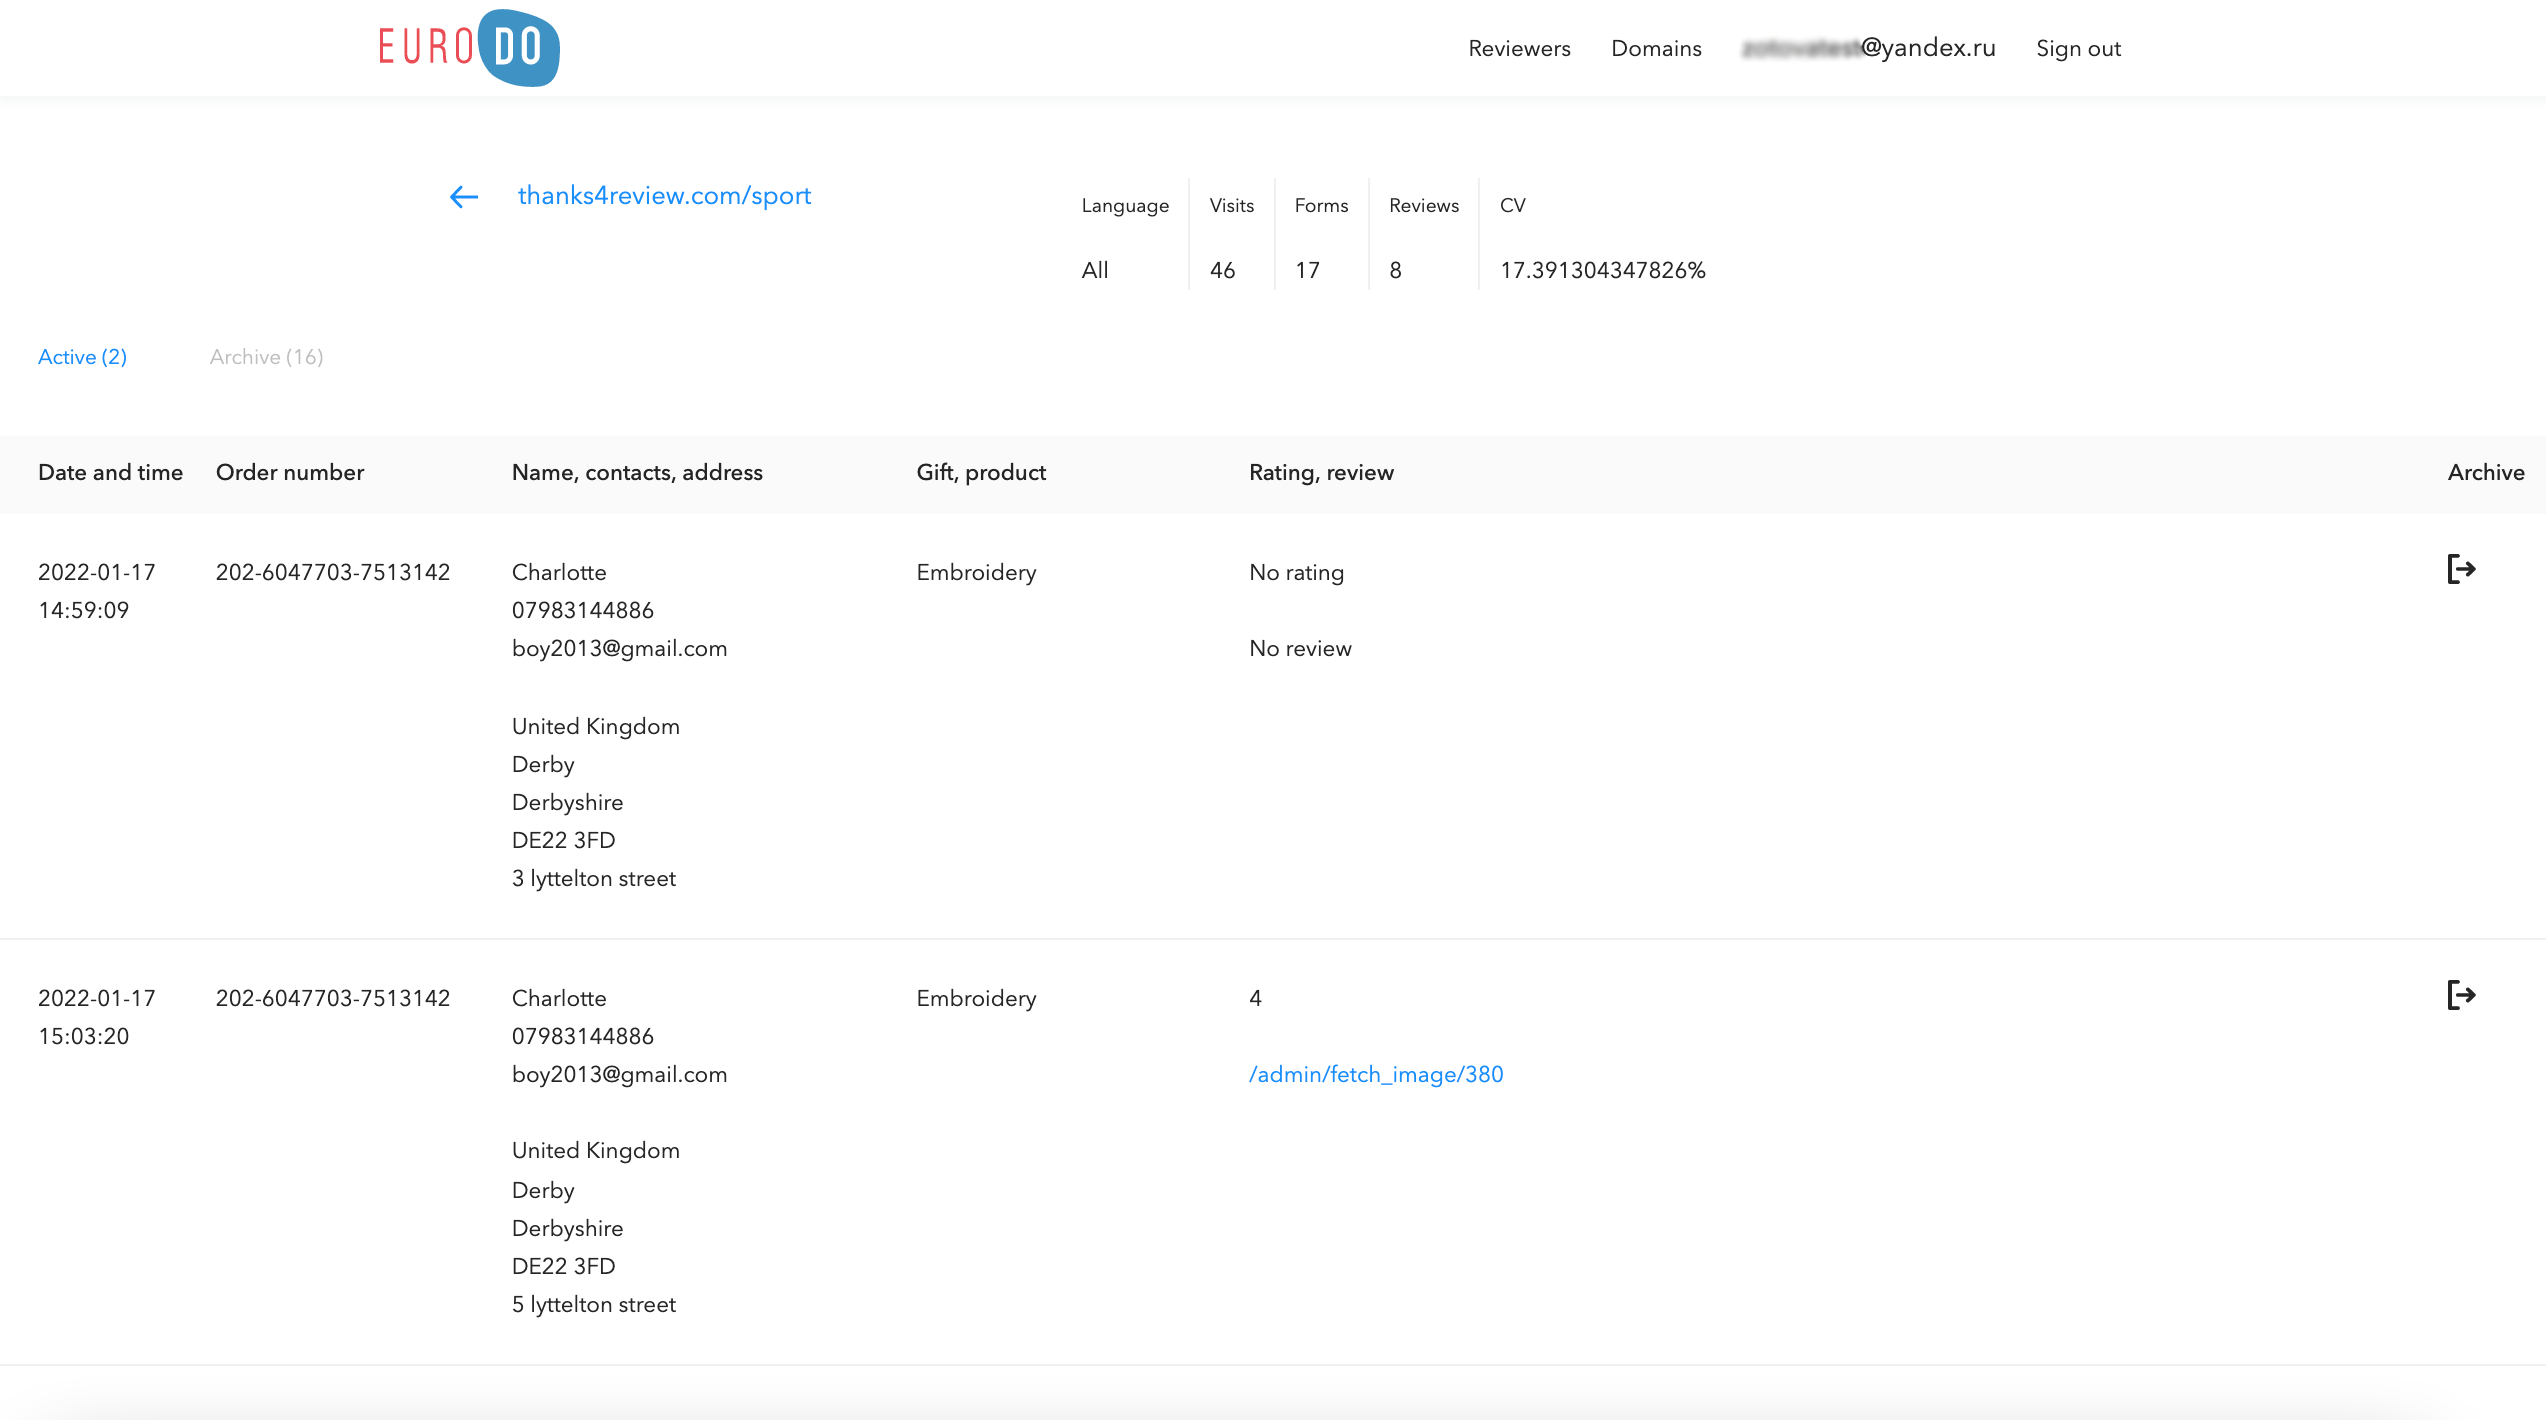 EURO DO
Reviewers Domains @yandex.ru Sign out
thanks4review.com/sport
Language Visits Forms Reviews CV
All 46 17 8 17.391304347826%
Active (2) Archive (16)
Date and time Order number Name, contacts, address Gift, product Rating, review Archive
2022-01-17 202-6047703-7513142 Charlotte Embroidery No rating
14:59:09 07983144886
boy2013@gmail.com No review
United Kingdom
Derby
Derbyshire
DE22 3FD
3 lyttelton street
2022-01-17 202-6047703-7513142 Charlotte Embroidery 4
15:03:20 07983144886
boy2013@gmail.com /admin/fetch_image/380
United Kingdom
Derby
Derbyshire
DE22 3FD
5 lyttelton street